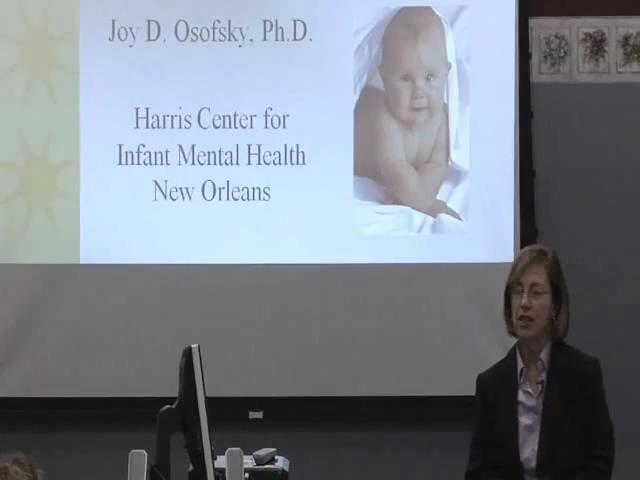 Joy D. Osofsky, Ph.D.
Harris Center for
Infant Mental Health
New Orleans